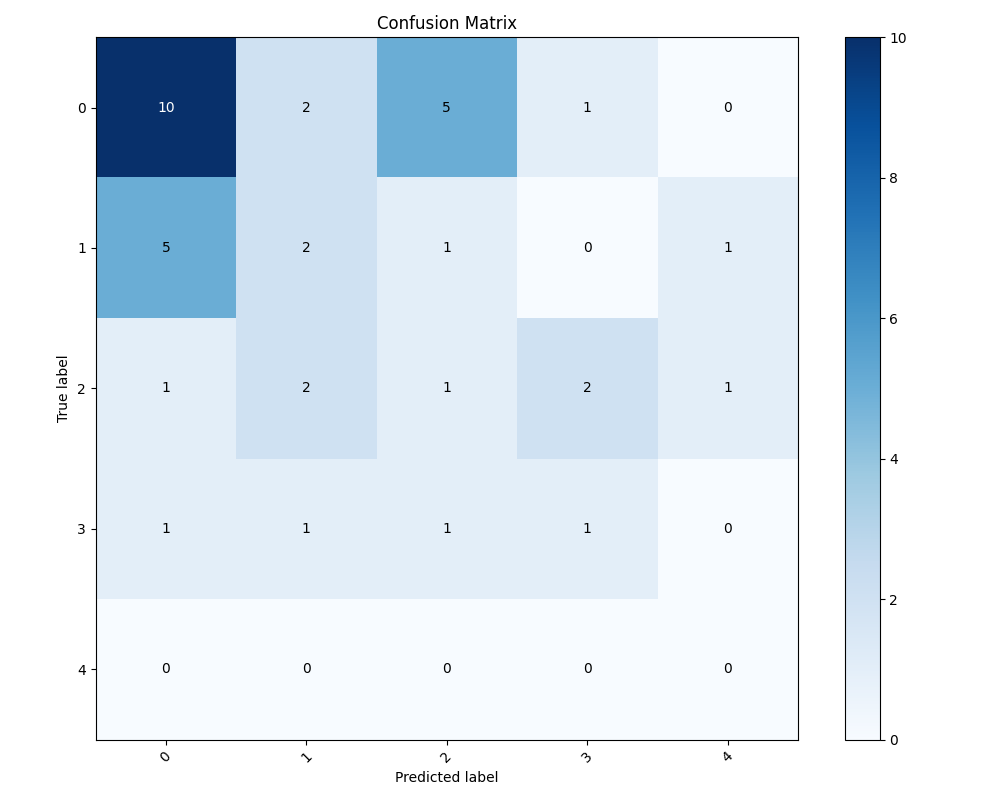 Confusion Matrix
True label
0 10 2 5 1 0
1 5 2 1 0 1
2 1 2 1 2 1
3 1 1 1 1 0
4 0 0 0 0 0
0 1 2 3 4
Predicted label
10
8
6
4
2
0